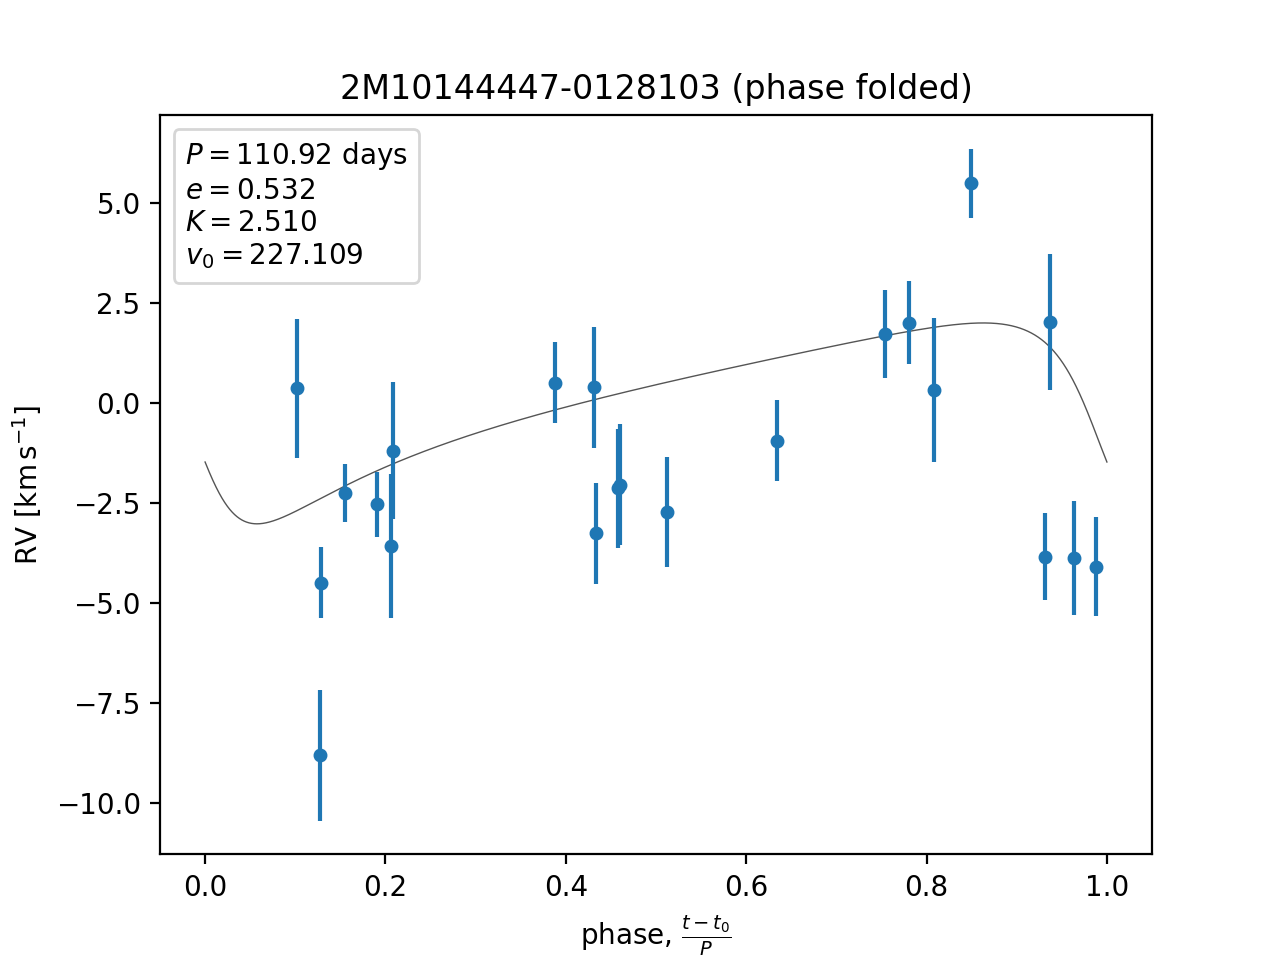 2M10144447-0128103 (phase folded)
P = 110.92 days
e = 0.532
K = 2.510
v₀ = 227.109
5.0
2.5
0.0
−2.5
−5.0
−7.5
−10.0
RV [km s⁻¹]
0.0 0.2 0.4 0.6 0.8 1.0
phase, (t − t₀)/P